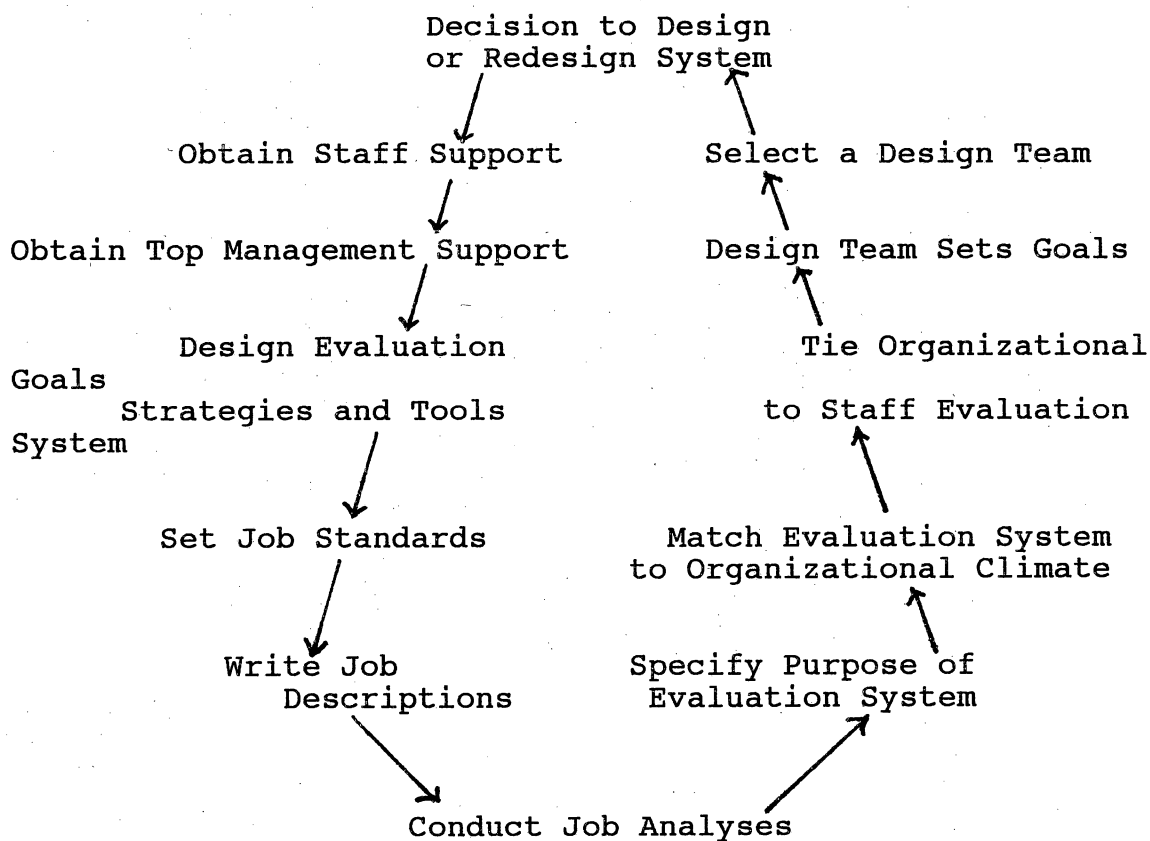 Decision to Design
or Redesign System
Obtain Staff Support
Select a Design Team
Obtain Top Management Support
Design Team Sets Goals
Design Evaluation
Tie Organizational
Goals
Strategies and Tools
to Staff Evaluation
System
Set Job Standards
Match Evaluation System
to Organizational Climate
Write Job
Descriptions
Specify Purpose of
Evaluation System
Conduct Job Analyses